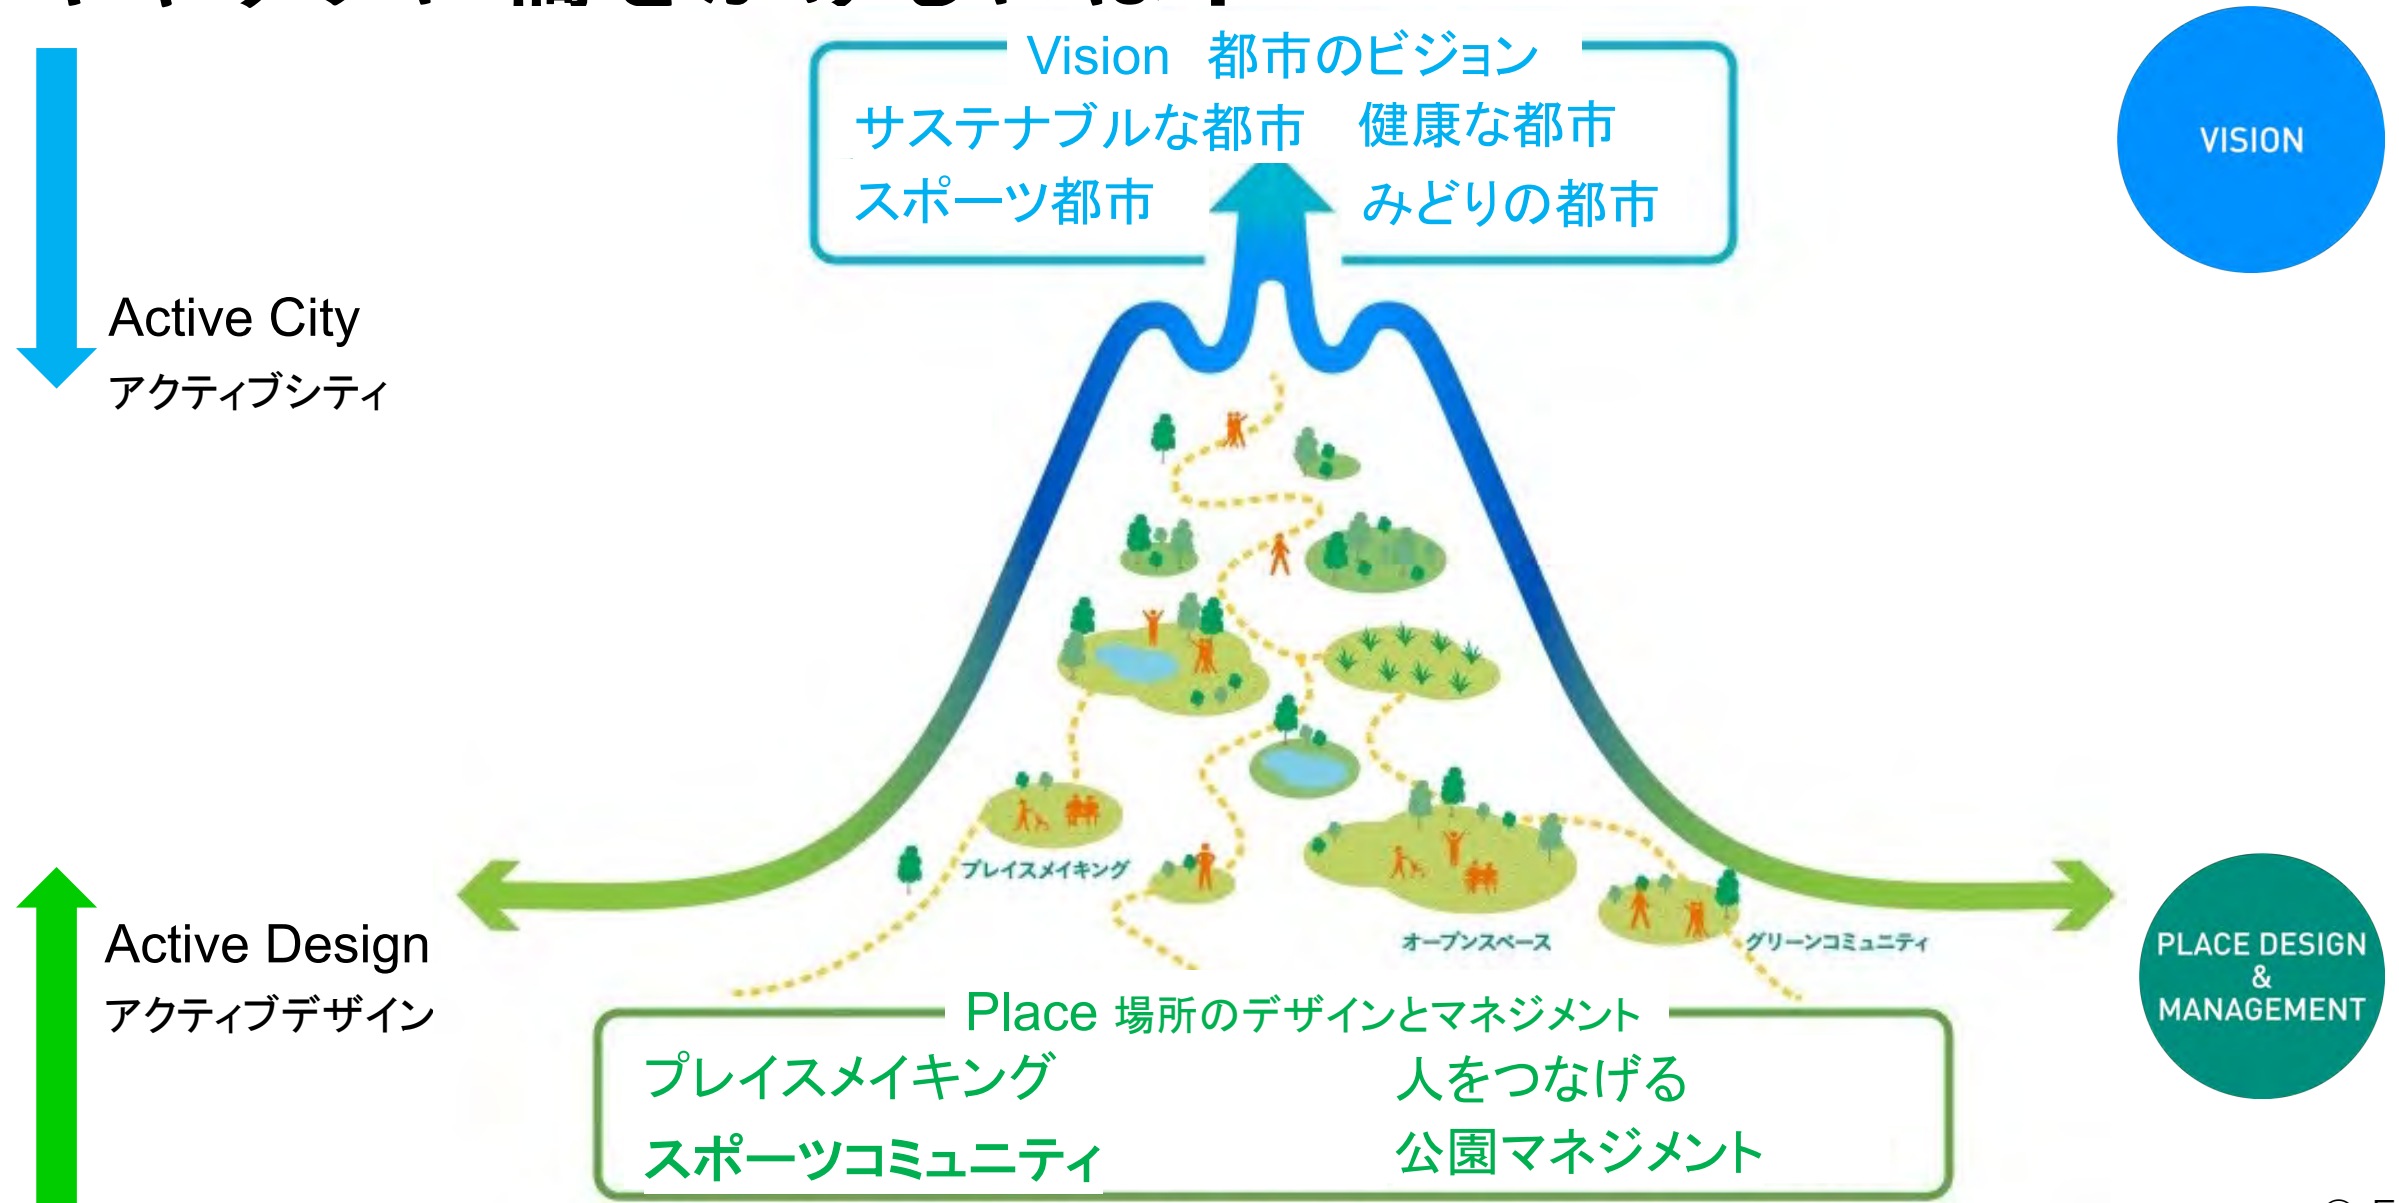 Vision 都市のビジョン
サステナブルな都市 健康な都市
スポーツ都市 みどりの都市
VISION
Active City
アクティブシティ
プレイスメイキング
オープンスペース
グリーンコミュニティ
Active Design
アクティブデザイン
PLACE DESIGN
&
MANAGEMENT
Place 場所のデザインとマネジメント
プレイスメイキング 人をつなげる
スポーツコミュニティ 公園マネジメント